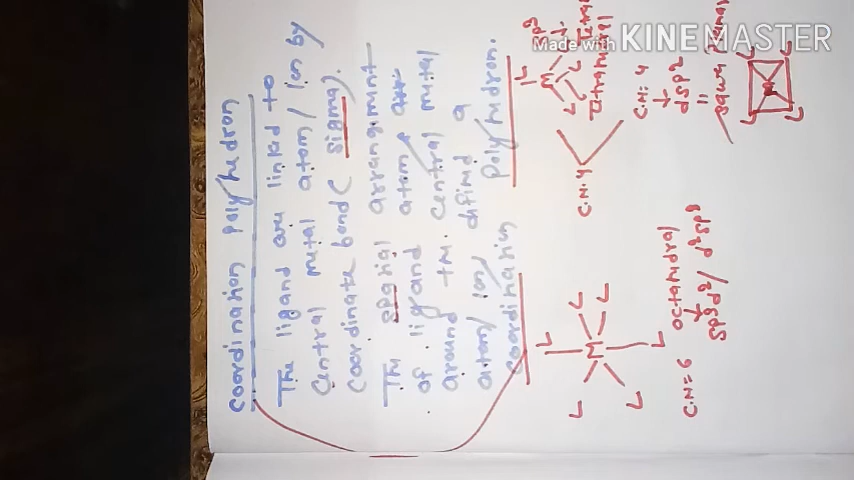 Coordination polyhedron
The ligand are linked to
Central metal atom/ion by
Coordinate bond (sigma).
The spatial arrangement
of ligand atom
around the central metal
atom/ion defined a
Coordination polyhedron.
L
L
L
M
L
L
L
C.N=6
Octahedral
↓
sp³d²/d²sp³
C.N.4
sp³
↓
Tetrahedral
L
M
L
L
L
C.N: 4
↓
dsp²
=
L
L
M
L
L
Made with KINEMASTER